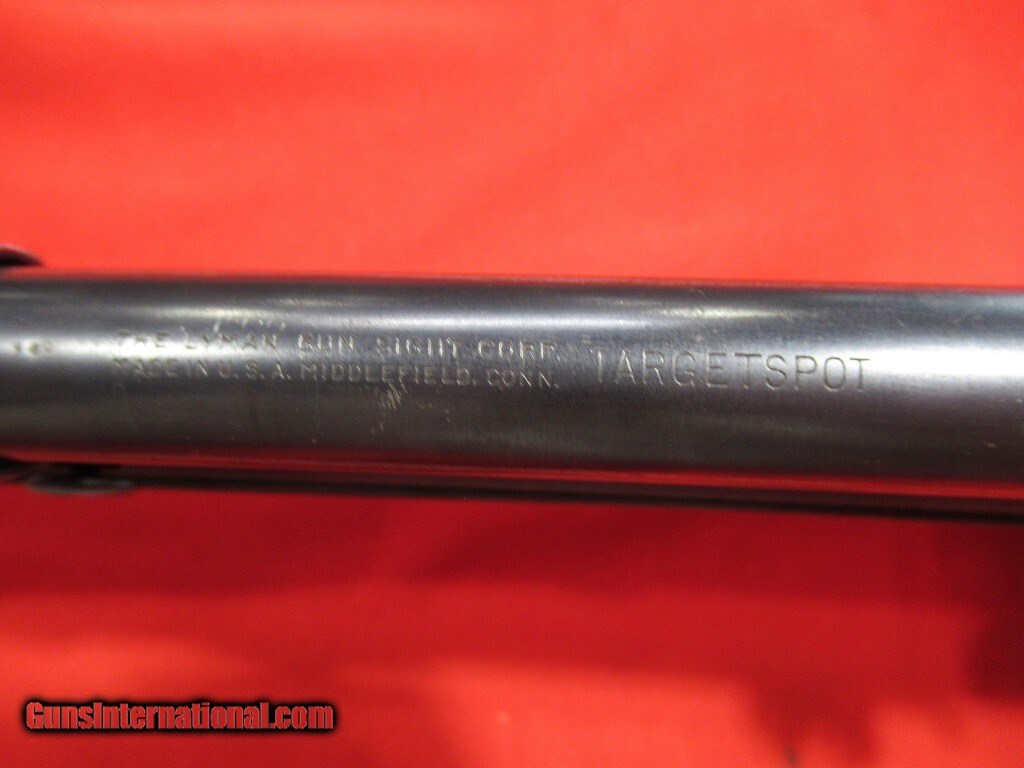 THE LYMAN GUN SIGHT CORP. TARGETSPOT
MADE IN U.S.A. MIDDLEFIELD, CONN.
GunsInternational.com